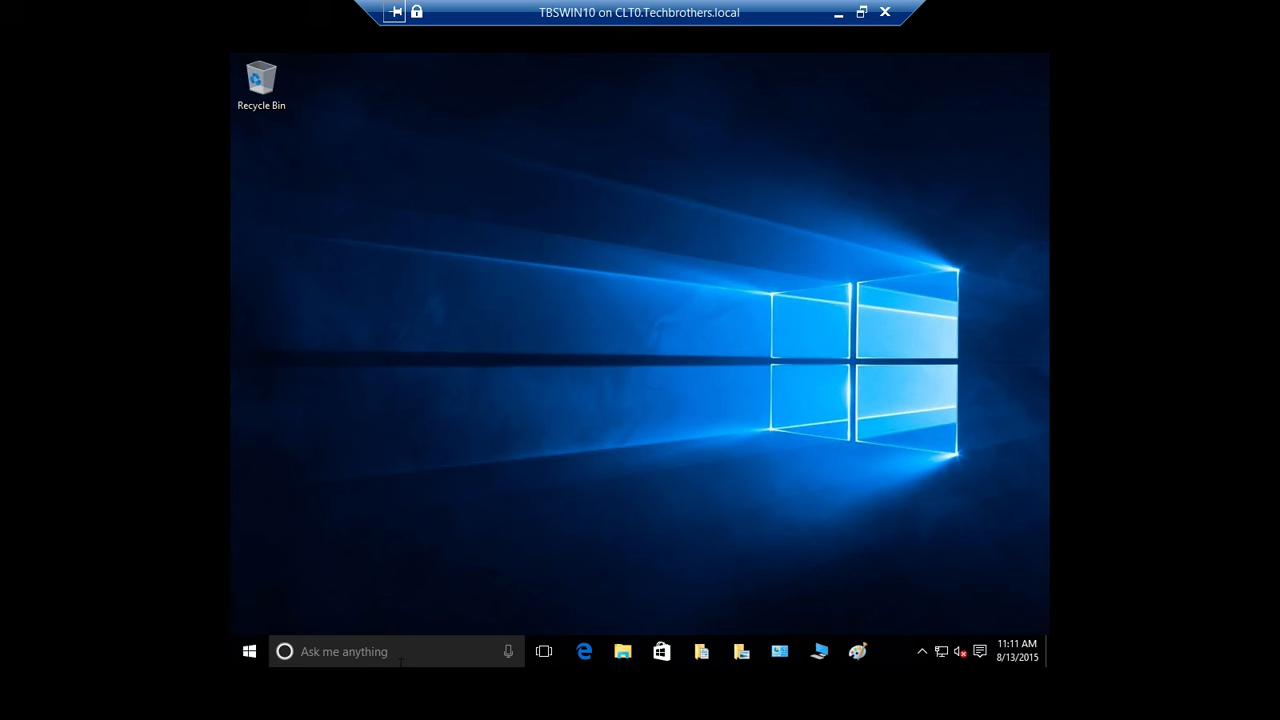 TBSWIN10 on CLT0.Techbrothers.local
Recycle Bin
Ask me anything
11:11 AM
8/13/2015